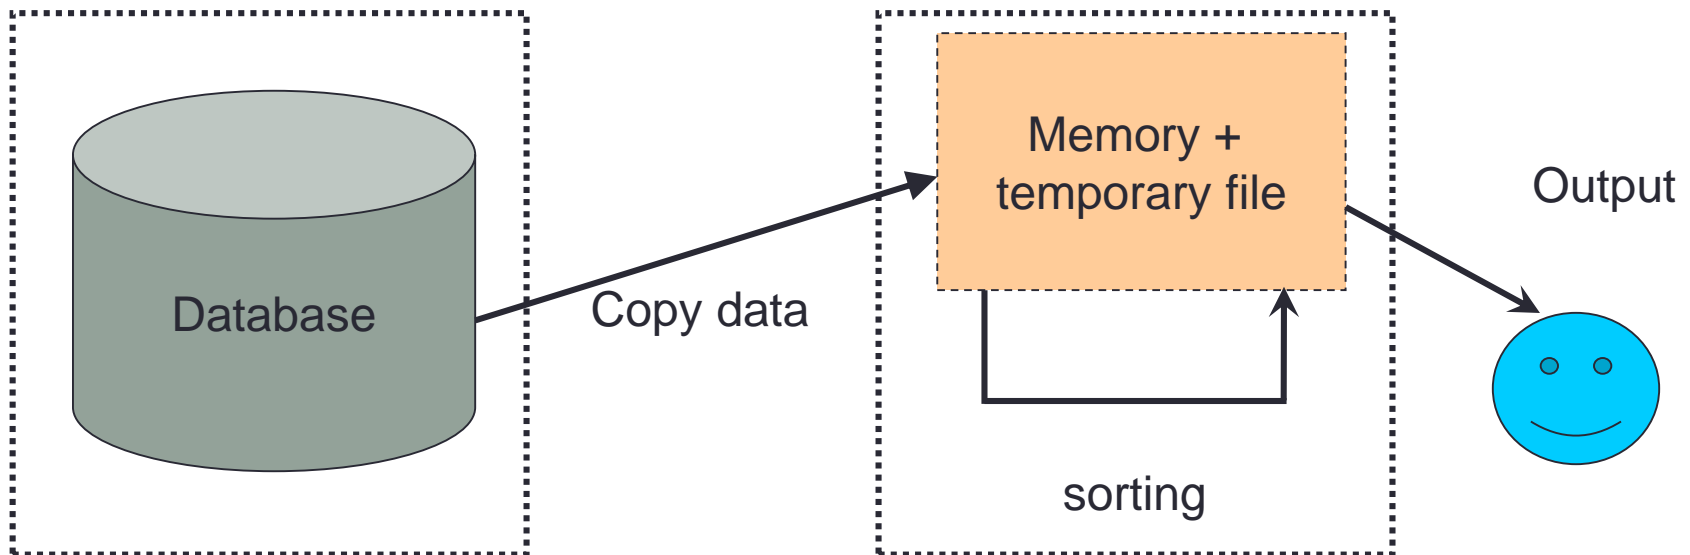 Database
Copy data
Memory +
temporary file
sorting
Output